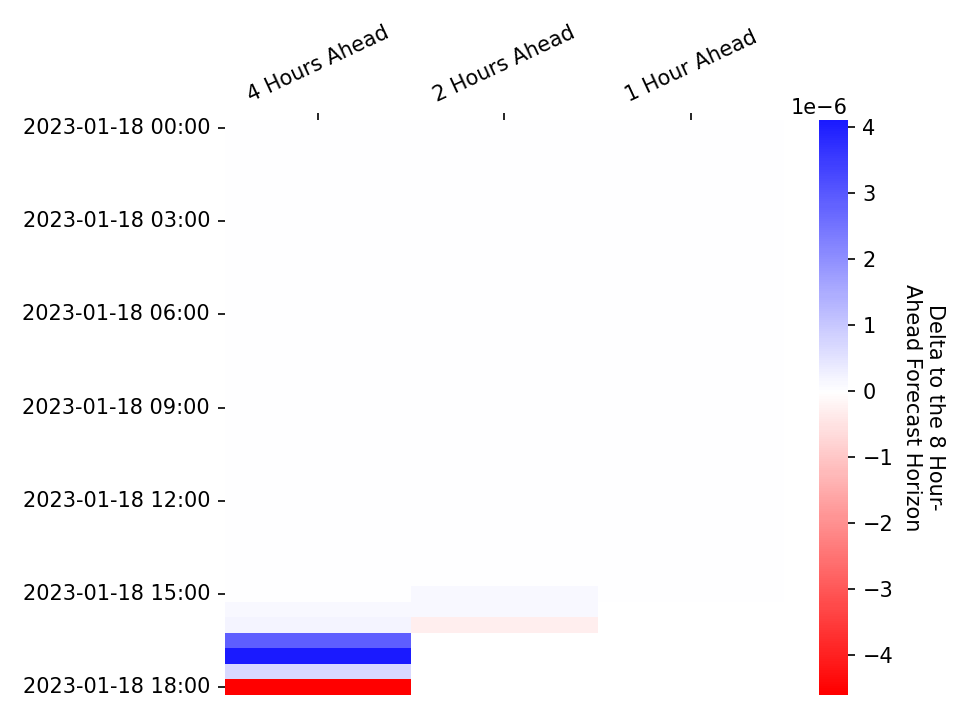 4 Hours Ahead
2 Hours Ahead
1 Hour Ahead
2023-01-18 00:00
2023-01-18 03:00
2023-01-18 06:00
2023-01-18 09:00
2023-01-18 12:00
2023-01-18 15:00
2023-01-18 18:00
1e−6
4
3
2
1
0
−1
−2
−3
−4
Delta to the 8 Hour-
Ahead Forecast Horizon